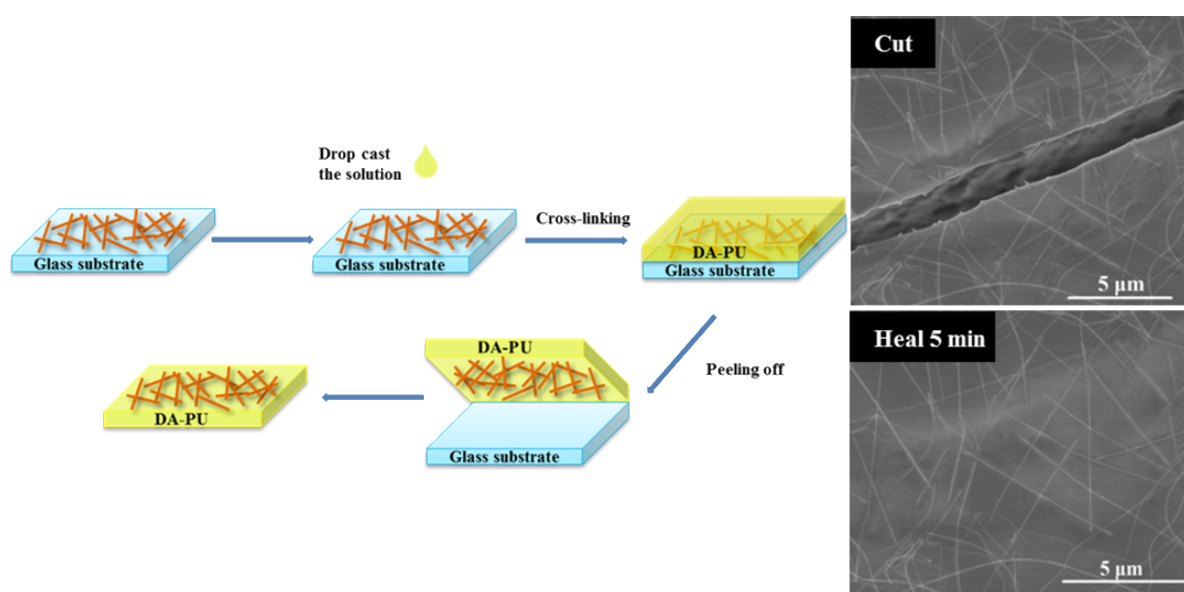 Drop cast
the solution
Glass substrate
Glass substrate
Cross-linking
DA-PU
Glass substrate
Peeling off
DA-PU
Glass substrate
DA-PU
Cut
5 μm
Heal 5 min
5 μm